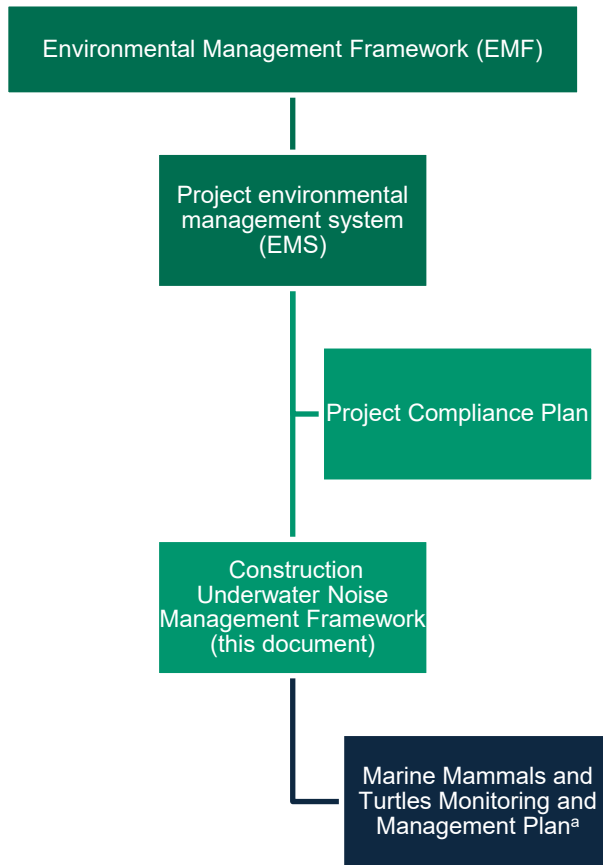 Environmental Management Framework (EMF)
Project environmental
management system
(EMS)
Project Compliance Plan
Construction
Underwater Noise
Management Framework
(this document)
Marine Mammals and
Turtles Monitoring and
Management Planᵃ